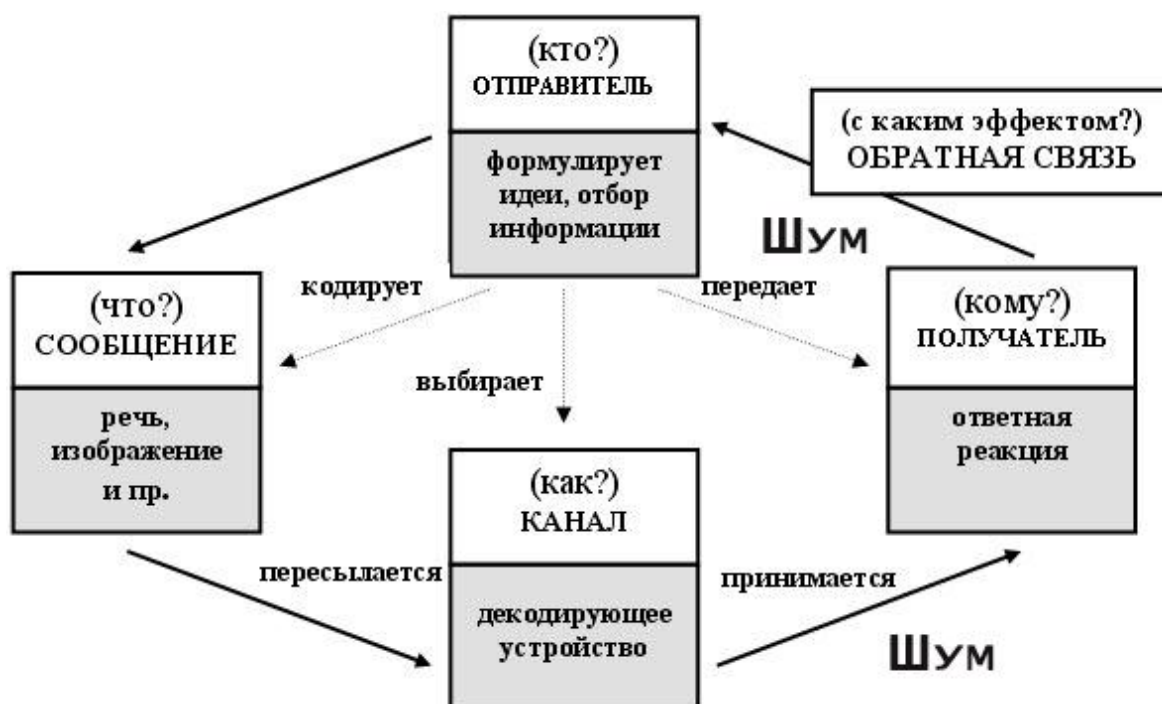 (кто?)
ОТПРАВИТЕЛЬ
формулирует
идеи, отбор
информации
(с каким эффектом?)
ОБРАТНАЯ СВЯЗЬ
Шум
кодирует
передает
выбирает
(что?)
СООБЩЕНИЕ
речь,
изображение
и пр.
(кому?)
ПОЛУЧАТЕЛЬ
ответная
реакция
(как?)
КАНАЛ
декодирующее
устройство
пересылается
принимается
Шум